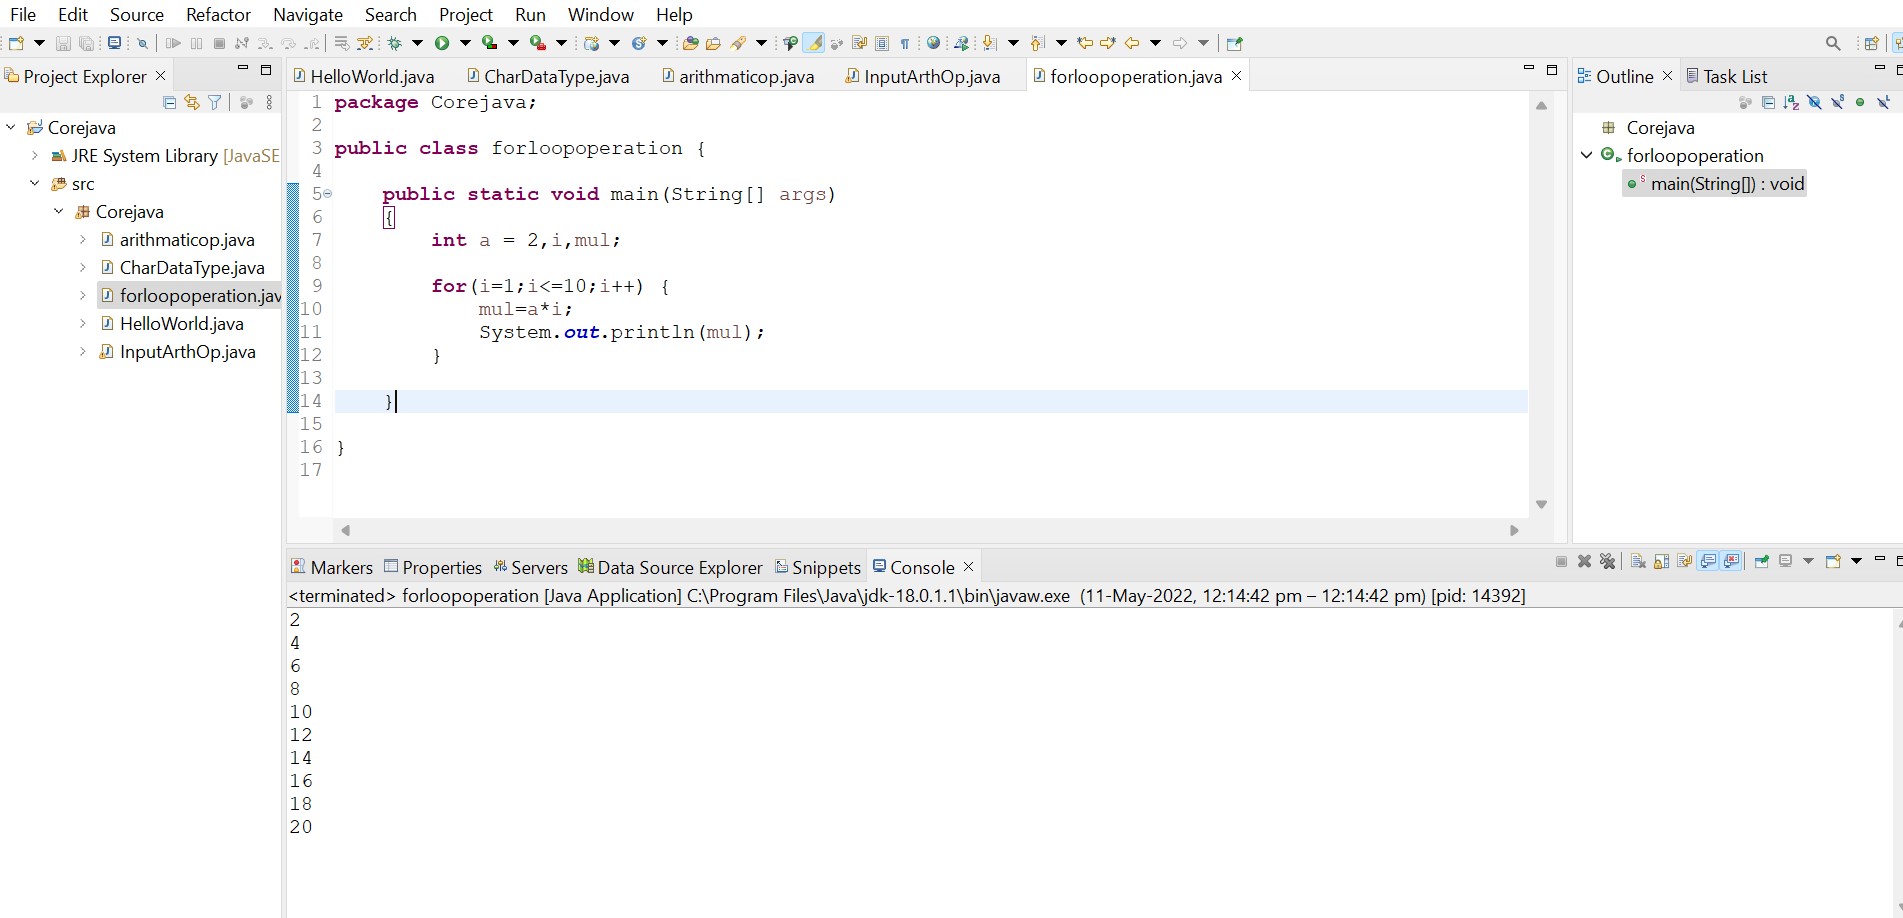 File Edit Source Refactor Navigate Search Project Run Window Help
Project Explorer
Corejava
JRE System Library [JavaSE
src
Corejava
arithmaticop.java
CharDataType.java
forloopoperation.jav
HelloWorld.java
InputArthOp.java
HelloWorld.java CharDataType.java arithmaticop.java InputArthOp.java forloopoperation.java
1 package Corejava;
2
3 public class forloopoperation {
4
5 public static void main(String[] args)
6 {
7 int a = 2,i,mul;
8
9 for(i=1;i<=10;i++) {
10 mul=a*i;
11 System.out.println(mul);
12 }
13
14 }
15
16 }
17
Outline Task List
Corejava
forloopoperation
main(String[]) : void
Markers Properties Servers Data Source Explorer Snippets Console
<terminated> forloopoperation [Java Application] C:\Program Files\Java\jdk-18.0.1.1\bin\javaw.exe (11-May-2022, 12:14:42 pm – 12:14:42 pm) [pid: 14392]
2
4
6
8
10
12
14
16
18
20